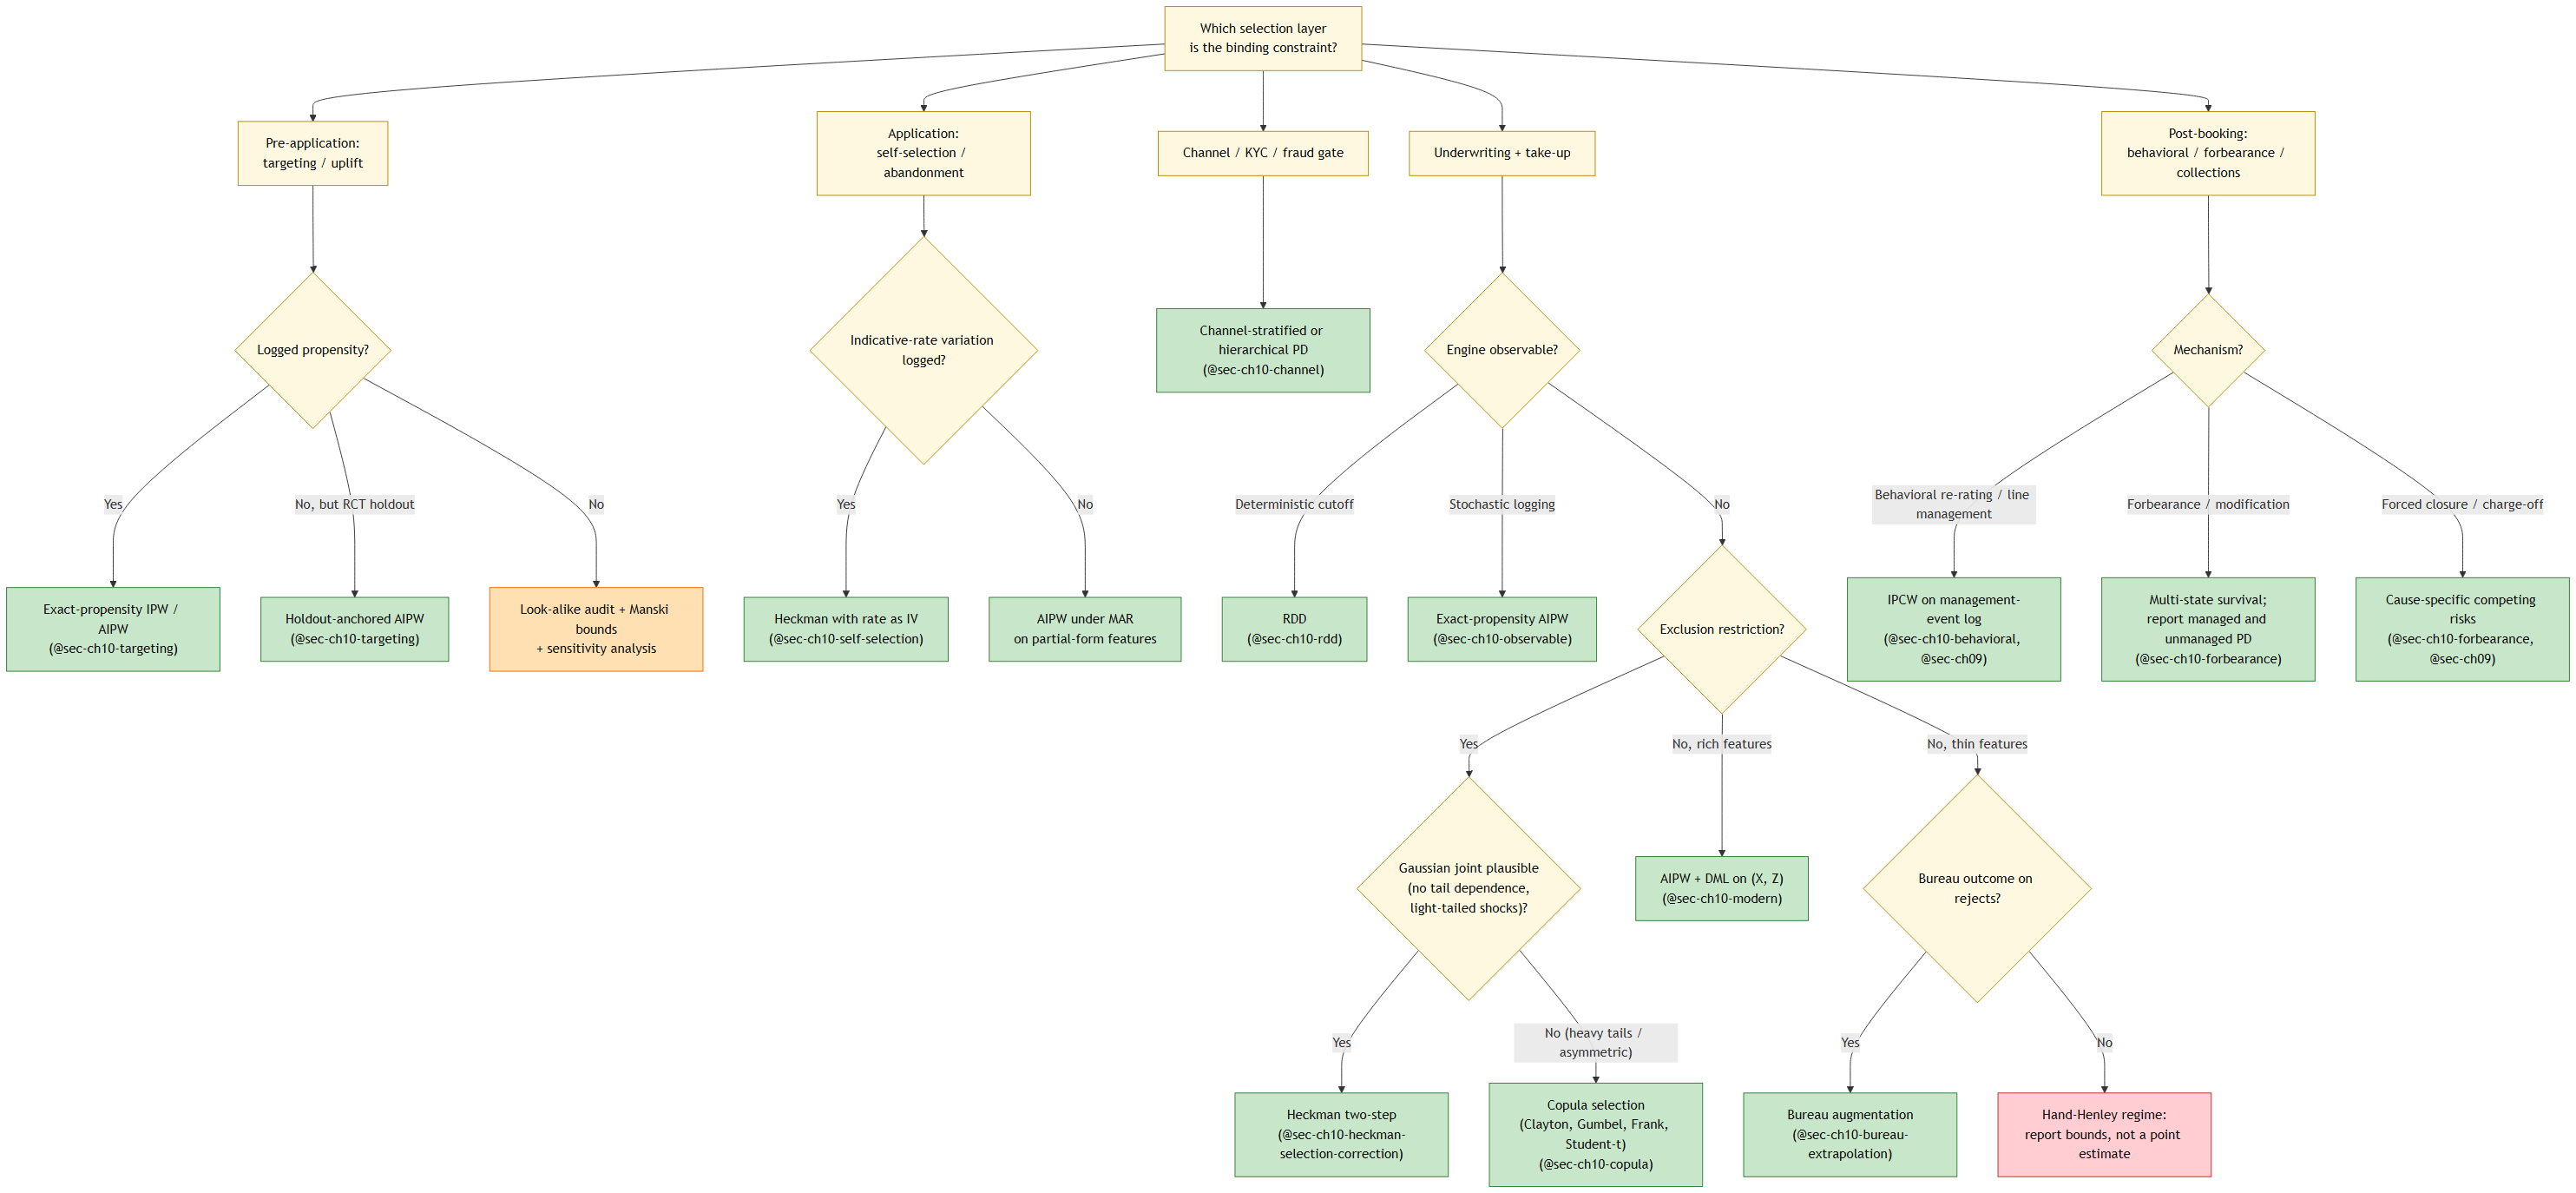 Which selection layer
is the binding constraint?
Pre-application:
targeting / uplift
Application:
self-selection /
abandonment
Channel / KYC / fraud gate
Underwriting + take-up
Post-booking:
behavioral / forbearance /
collections
Logged propensity?
Indicative-rate variation
logged?
Channel-stratified or
hierarchical PD
(@sec-ch10-channel)
Engine observable?
Mechanism?
Yes
No, but RCT holdout
No
Yes
No
Deterministic cutoff
Stochastic logging
No
Behavioral re-rating / line
management
Forbearance / modification
Forced closure / charge-off
Exact-propensity IPW /
AIPW
(@sec-ch10-targeting)
Holdout-anchored AIPW
(@sec-ch10-targeting)
Look-alike audit + Manski
bounds
+ sensitivity analysis
Heckman with rate as IV
(@sec-ch10-self-selection)
AIPW under MAR
on partial-form features
RDD
(@sec-ch10-rdd)
Exact-propensity AIPW
(@sec-ch10-observable)
Exclusion restriction?
IPCW on management-
event log
(@sec-ch10-behavioral,
@sec-ch09)
Multi-state survival;
report managed and
unmanaged PD
(@sec-ch10-forbearance)
Cause-specific competing
risks
(@sec-ch10-forbearance,
@sec-ch09)
Yes
No, rich features
No, thin features
Gaussian joint plausible
(no tail dependence,
light-tailed shocks)?
AIPW + DML on (X, Z)
(@sec-ch10-modern)
Bureau outcome on
rejects?
Yes
No (heavy tails /
asymmetric)
Yes
No
Heckman two-step
(@sec-ch10-heckman-
selection-correction)
Copula selection
(Clayton, Gumbel, Frank,
Student-t)
(@sec-ch10-copula)
Bureau augmentation
(@sec-ch10-bureau-
extrapolation)
Hand-Henley regime:
report bounds, not a point
estimate